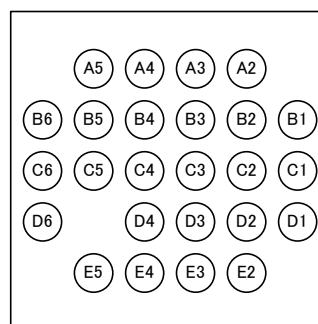 A5 A4 A3 A2
B6 B5 B4 B3 B2 B1
C6 C5 C4 C3 C2 C1
D6 D4 D3 D2 D1
E5 E4 E3 E2